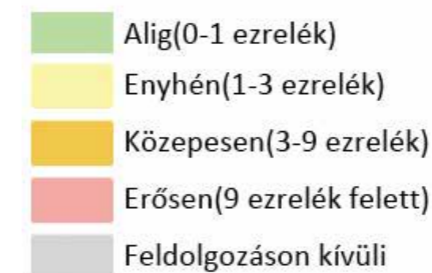 Alig(0-1 ezrelék)
Enyhén(1-3 ezrelék)
Közepesen(3-9 ezrelék)
Erősen(9 ezrelék felett)
Feldolgozáson kívüli